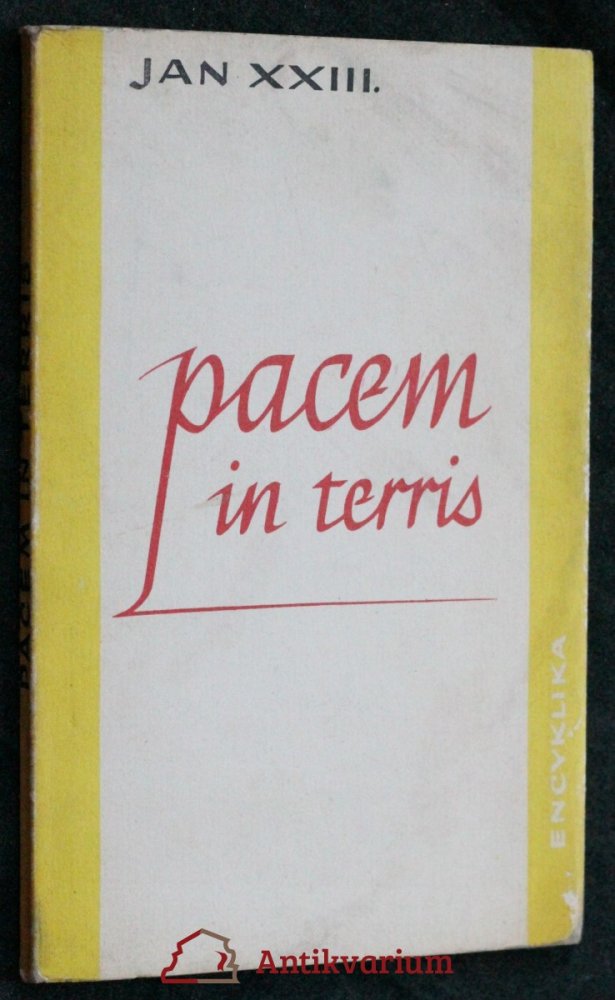 JAN XXIII.
pacem
in terris
ENCYKLIKA
PACEM IN TERRIS
Antikvarium